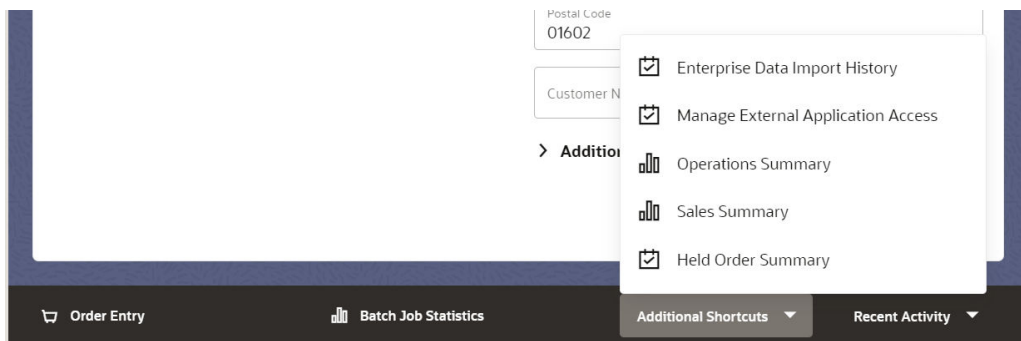 Postal Code
01602
Enterprise Data Import History
Customer N
Manage External Application Access
Addition
Operations Summary
Sales Summary
Held Order Summary
Order Entry
Batch Job Statistics
Additional Shortcuts
Recent Activity